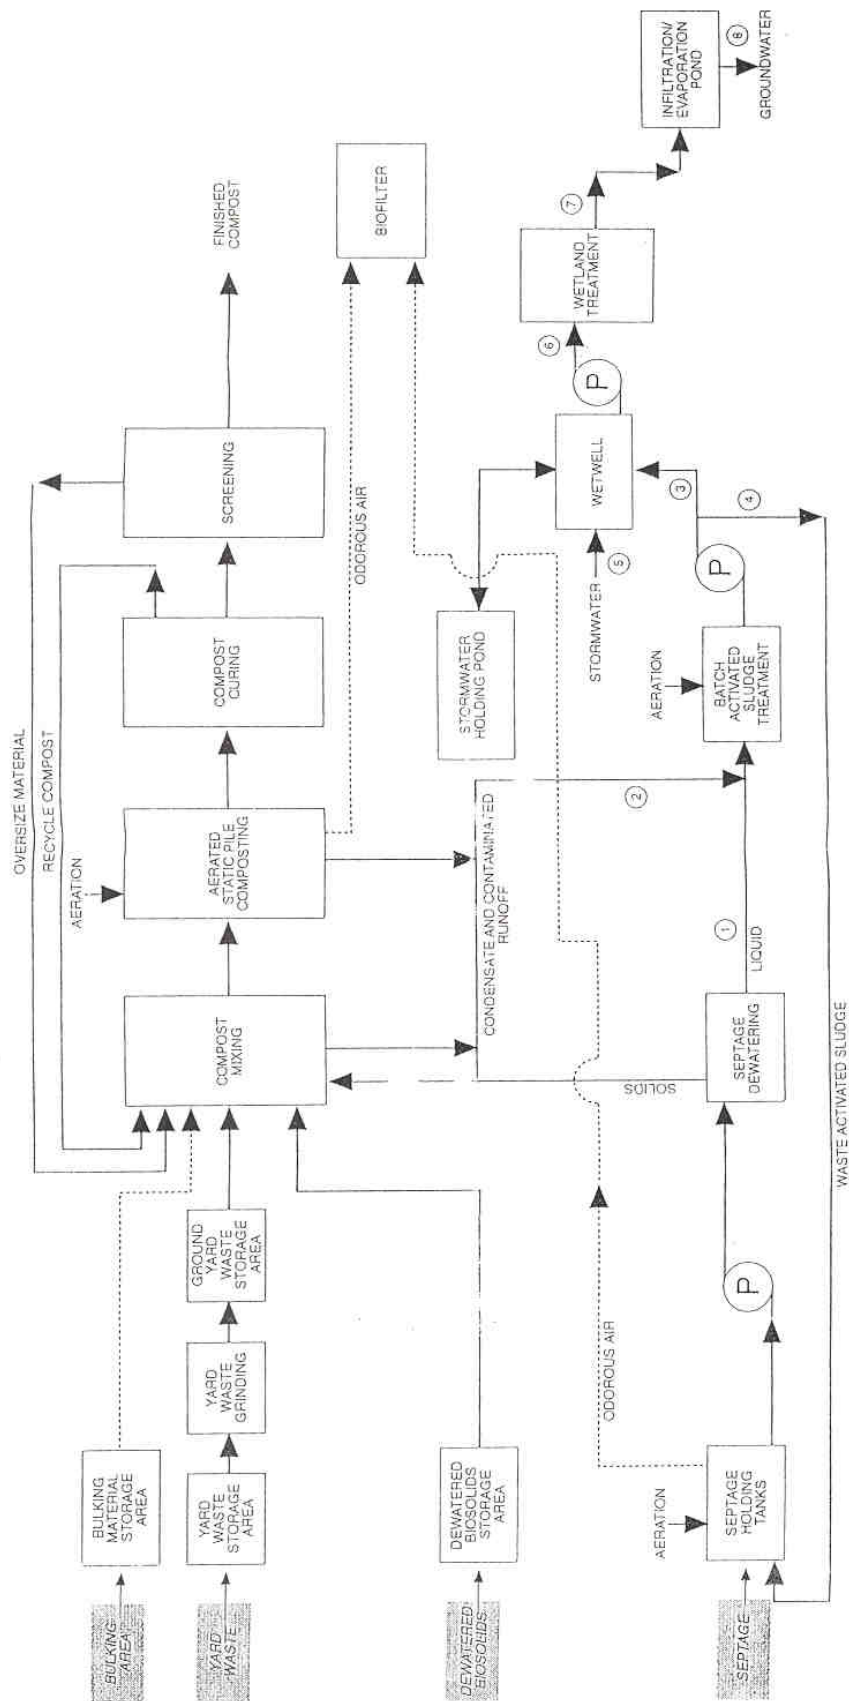 OVERSIZE MATERIAL
RECYCLE COMPOST
AERATION
BULKING
AREA
BULKING
MATERIAL
STORAGE
AREA
YARD
WASTE
YARD
WASTE
STORAGE
AREA
YARD
WASTE
GRINDING
GROUND
YARD
WASTE
STORAGE
AREA
COMPOST
MIXING
AERATED
STATIC PILE
COMPOSTING
COMPOST
CURING
SCREENING
FINISHED
COMPOST
ODOROUS AIR
BIOFILTER
DEWATERED
BIOSOLIDS
DEWATERED
BIOSOLIDS
STORAGE
AREA
CONDENSATE AND CONTAMINATED
RUNOFF
STORMWATER
HOLDING POND
ODOROUS AIR
SOLIDS
2
STORMWATER
5
WETWELL
P
6
WETLAND
TREATMENT
7
INFILTRATION/
EVAPORATION
POND
8
GROUNDWATER
AERATION
AERATION
3
4
SEPTAGE
SEPTAGE
HOLDING
TANKS
P
SEPTAGE
DEWATERING
1
LIQUID
BATCH
ACTIVATED
SLUDGE
TREATMENT
P
WASTE ACTIVATED SLUDGE